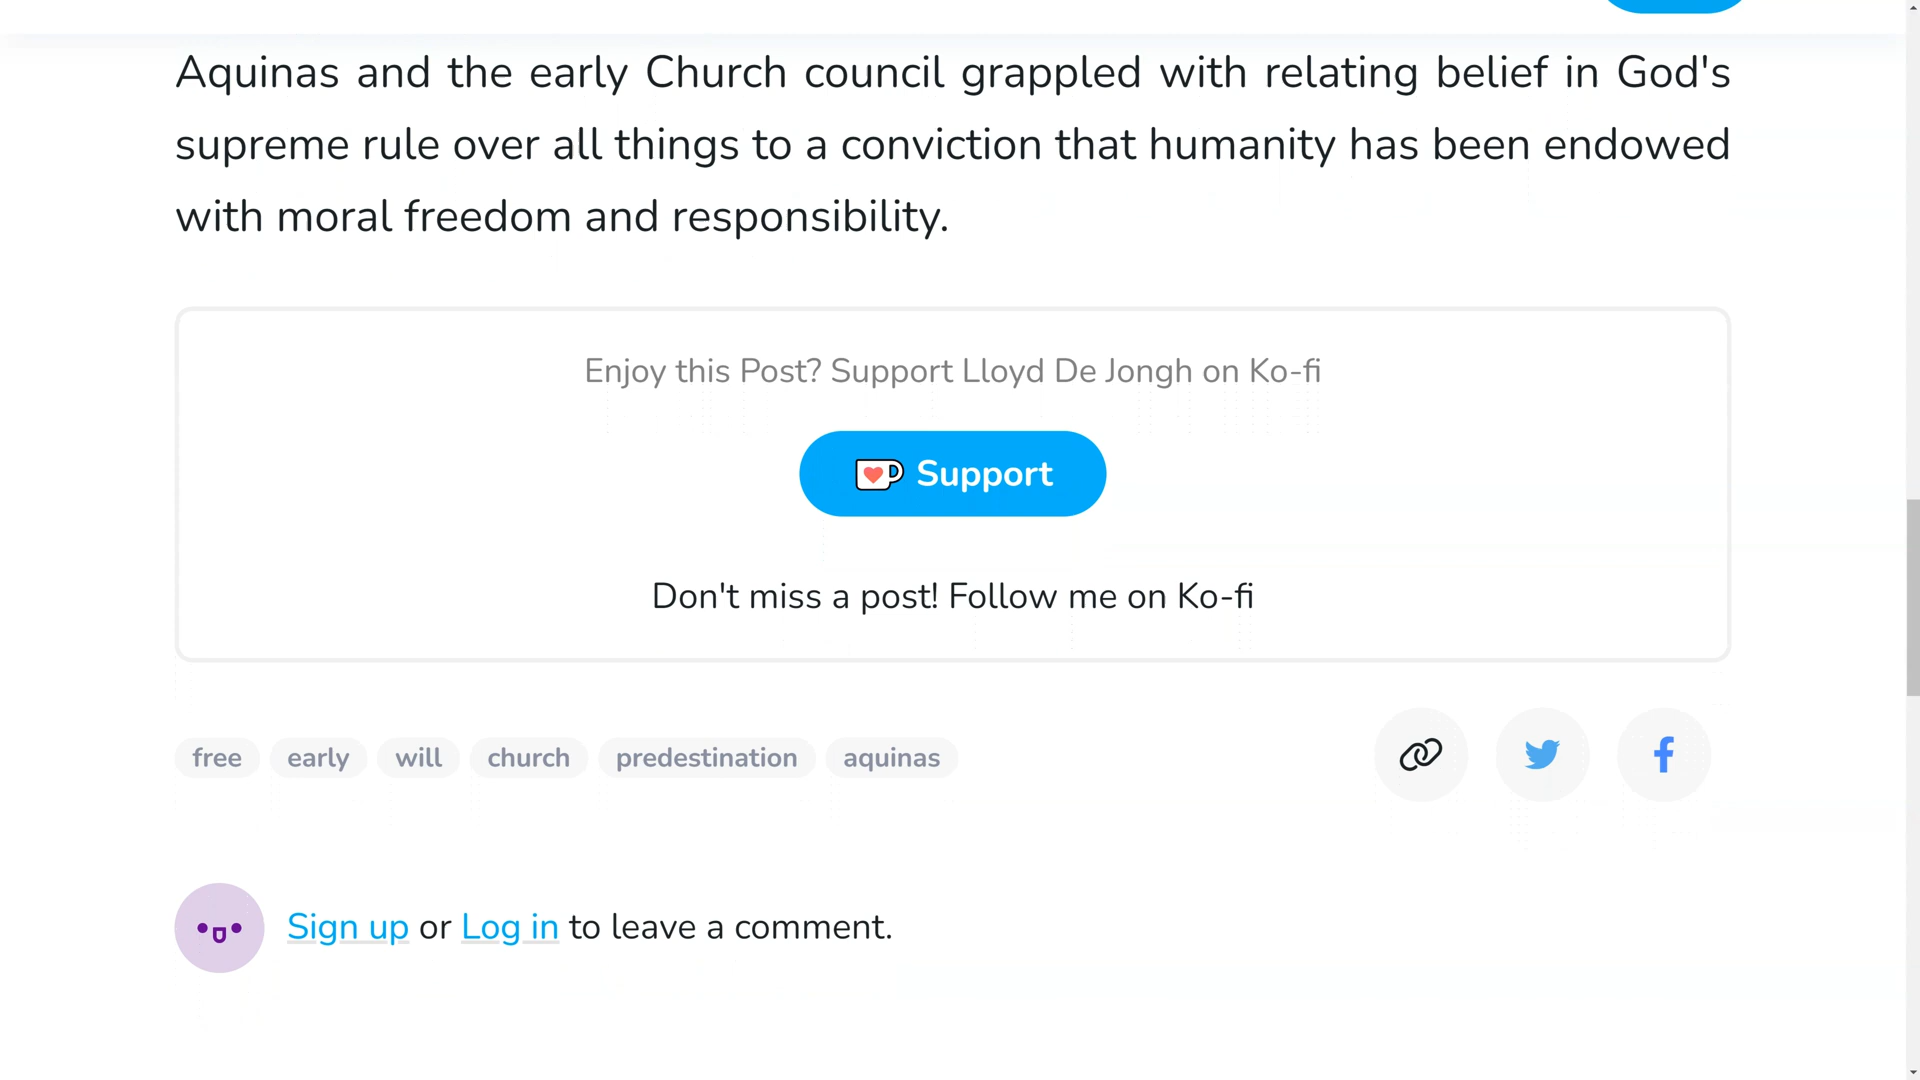 Aquinas and the early Church council grappled with relating belief in God's
supreme rule over all things to a conviction that humanity has been endowed
with moral freedom and responsibility.
Enjoy this Post? Support Lloyd De Jongh on Ko-fi
Support
Don't miss a post! Follow me on Ko-fi
free early will church predestination aquinas
Sign up or Log in to leave a comment.